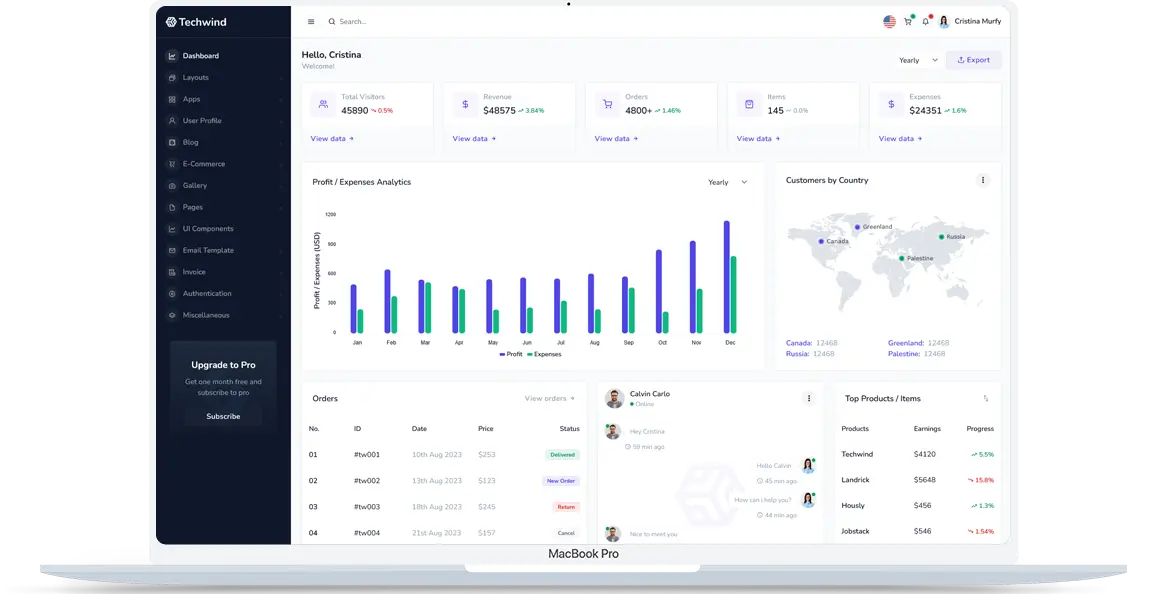 Techwind
Search...
Cristina Murfy
Dashboard
Layouts
Apps
User Profile
Blog
E-Commerce
Gallery
Pages
UI Components
Email Template
Invoice
Authentication
Miscellaneous
Upgrade to Pro
Get one month free and
subscribe to pro
Subscribe
Hello, Cristina
Welcome!
Yearly
Export
Total Visitors
45890 0.5%
View data
Revenue
$48575 3.84%
View data
Orders
4800+ 1.46%
View data
Items
145 0.0%
View data
Expenses
$24351 1.6%
View data
Profit / Expenses Analytics
Yearly
Profit / Expenses (USD)
1200
900
600
300
0
Jan Feb Mar Apr May Jun Jul Aug Sep Oct Nov Dec
Profit Expenses
Customers by Country
Greenland
Canada
Russia
Palestine
Canada: 12468 Greenland: 12468
Russia: 12468 Palestine: 12468
Orders View orders
No. ID Date Price Status
01 #tw001 10th Aug 2023 $253 Delivered
02 #tw002 13th Aug 2023 $123 New Order
03 #tw003 18th Aug 2023 $245 Return
04 #tw004 21st Aug 2023 $157 Cancel
Calvin Carlo
Online
Hey Cristina
59 min ago
Hello Calvin
45 min ago
How can i help you?
44 min ago
Nice to meet you
Top Products / Items
Products Earnings Progress
Techwind $4120 5.5%
Landrick $5648 15.8%
Hously $456 1.3%
Jobstack $546 1.54%
MacBook Pro